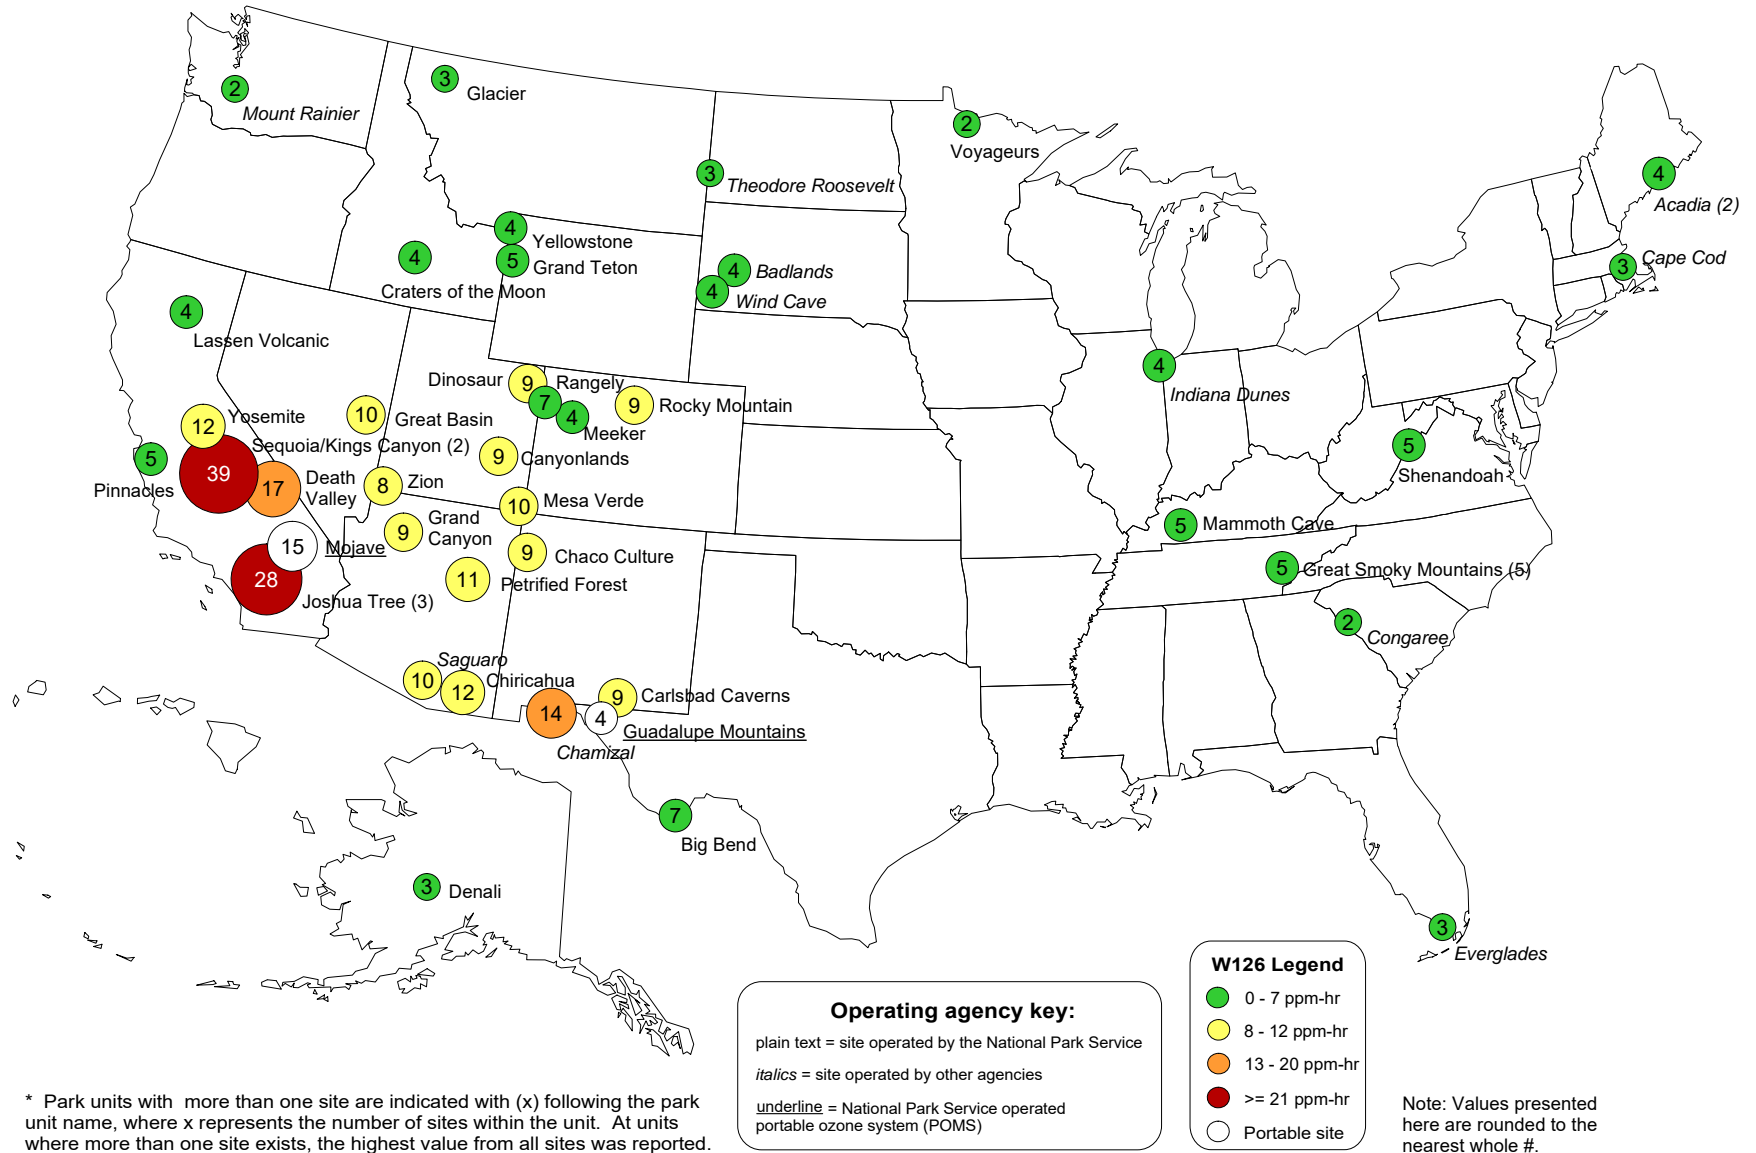 2
Mount Rainier
3
Glacier
2
Voyageurs
3
Theodore Roosevelt
4
Acadia (2)
4
Yellowstone
5
Grand Teton
4
Craters of the Moon
4
Badlands
4
Wind Cave
3
Cape Cod
4
Lassen Volcanic
4
Indiana Dunes
Dinosaur
9
Rangely
7
4
Meeker
9
Rocky Mountain
10
Great Basin
12
Yosemite
Sequoia/Kings Canyon (2)
39
5
Pinnacles
17
Death
Valley
9
Canyonlands
8
Zion
10
Mesa Verde
5
Shenandoah
9
Grand
Canyon
15
Mojave
9
Chaco Culture
5
Mammoth Cave
28
Joshua Tree (3)
11
Petrified Forest
5
Great Smoky Mountains (5)
2
Congaree
Saguaro
10
Chiricahua
12
14
Chamizal
9
Carlsbad Caverns
4
Guadalupe Mountains
7
Big Bend
3
Denali
3
Everglades
Operating agency key:
plain text = site operated by the National Park Service
italics = site operated by other agencies
underline = National Park Service operated
portable ozone system (POMS)
W126 Legend
0 - 7 ppm-hr
8 - 12 ppm-hr
13 - 20 ppm-hr
>= 21 ppm-hr
Portable site
* Park units with more than one site are indicated with (x) following the park
unit name, where x represents the number of sites within the unit. At units
where more than one site exists, the highest value from all sites was reported.
Note: Values presented
here are rounded to the
nearest whole #.